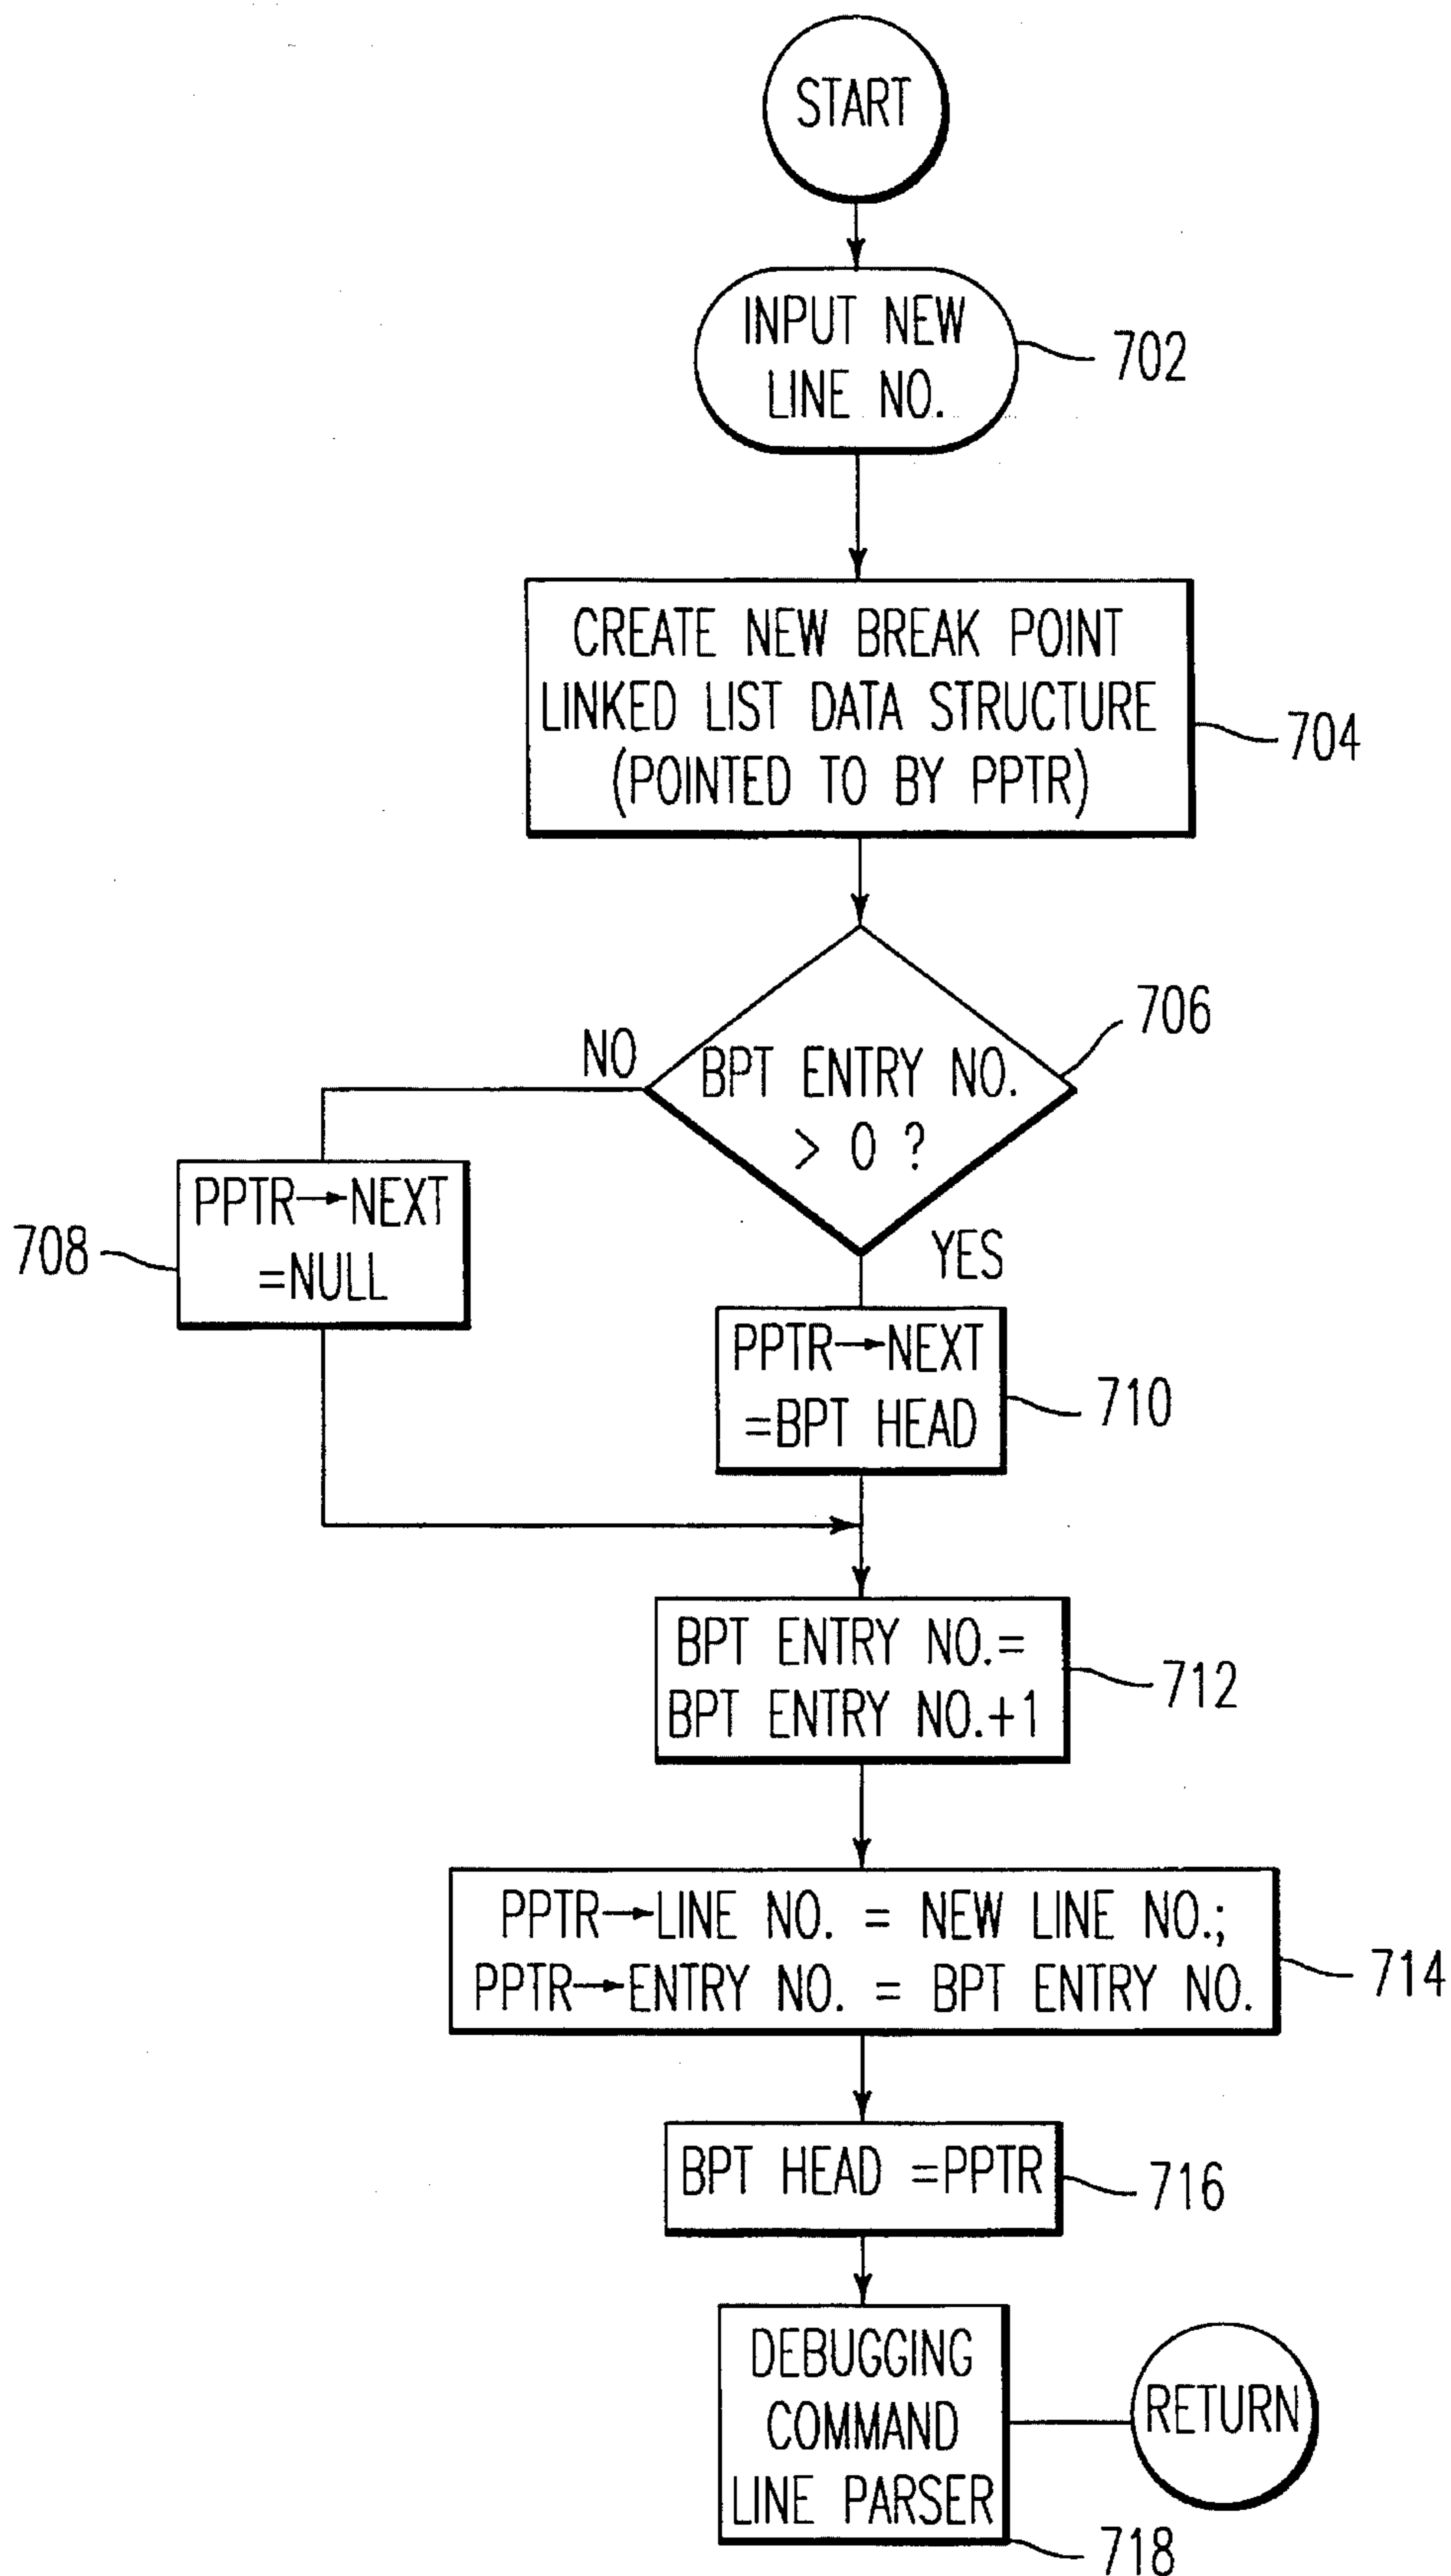 START
INPUT NEW
LINE NO.
702
CREATE NEW BREAK POINT
LINKED LIST DATA STRUCTURE
(POINTED TO BY PPTR)
704
706
NO
BPT ENTRY NO.
> 0 ?
YES
PPTR→NEXT
=NULL
708
PPTR→NEXT
=BPT HEAD
710
BPT ENTRY NO.=
BPT ENTRY NO.+1
712
PPTR→LINE NO. = NEW LINE NO.;
PPTR→ENTRY NO. = BPT ENTRY NO.
714
BPT HEAD =PPTR
716
DEBUGGING
COMMAND
LINE PARSER
718
RETURN